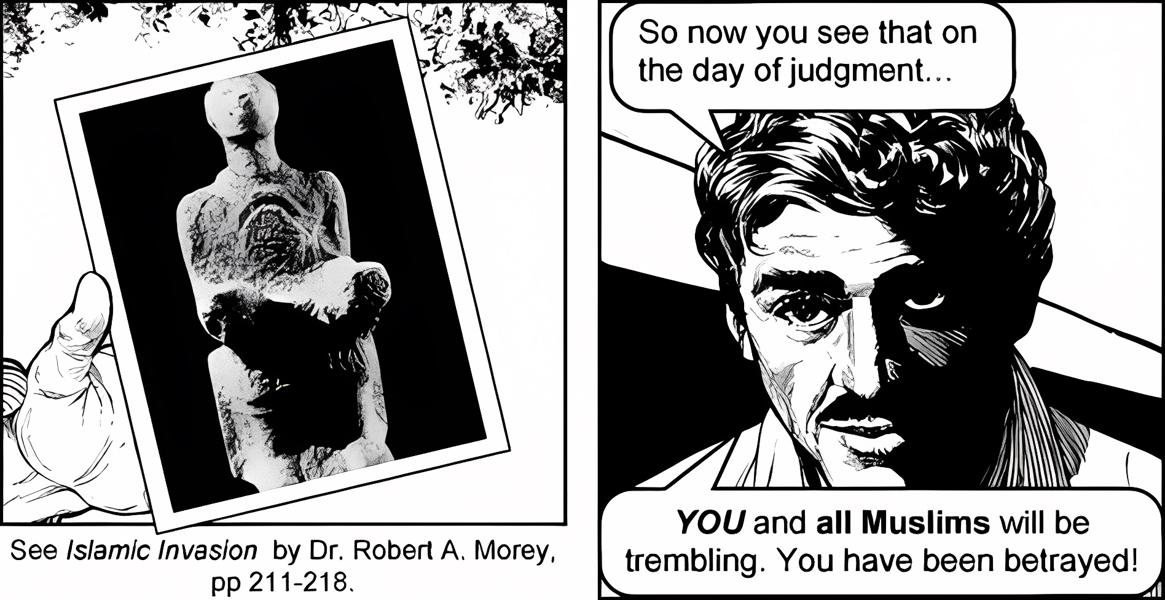 See Islamic Invasion by Dr. Robert A. Morey,
pp 211-218.
So now you see that on
the day of judgment...
YOU and all Muslims will be
trembling. You have been betrayed!